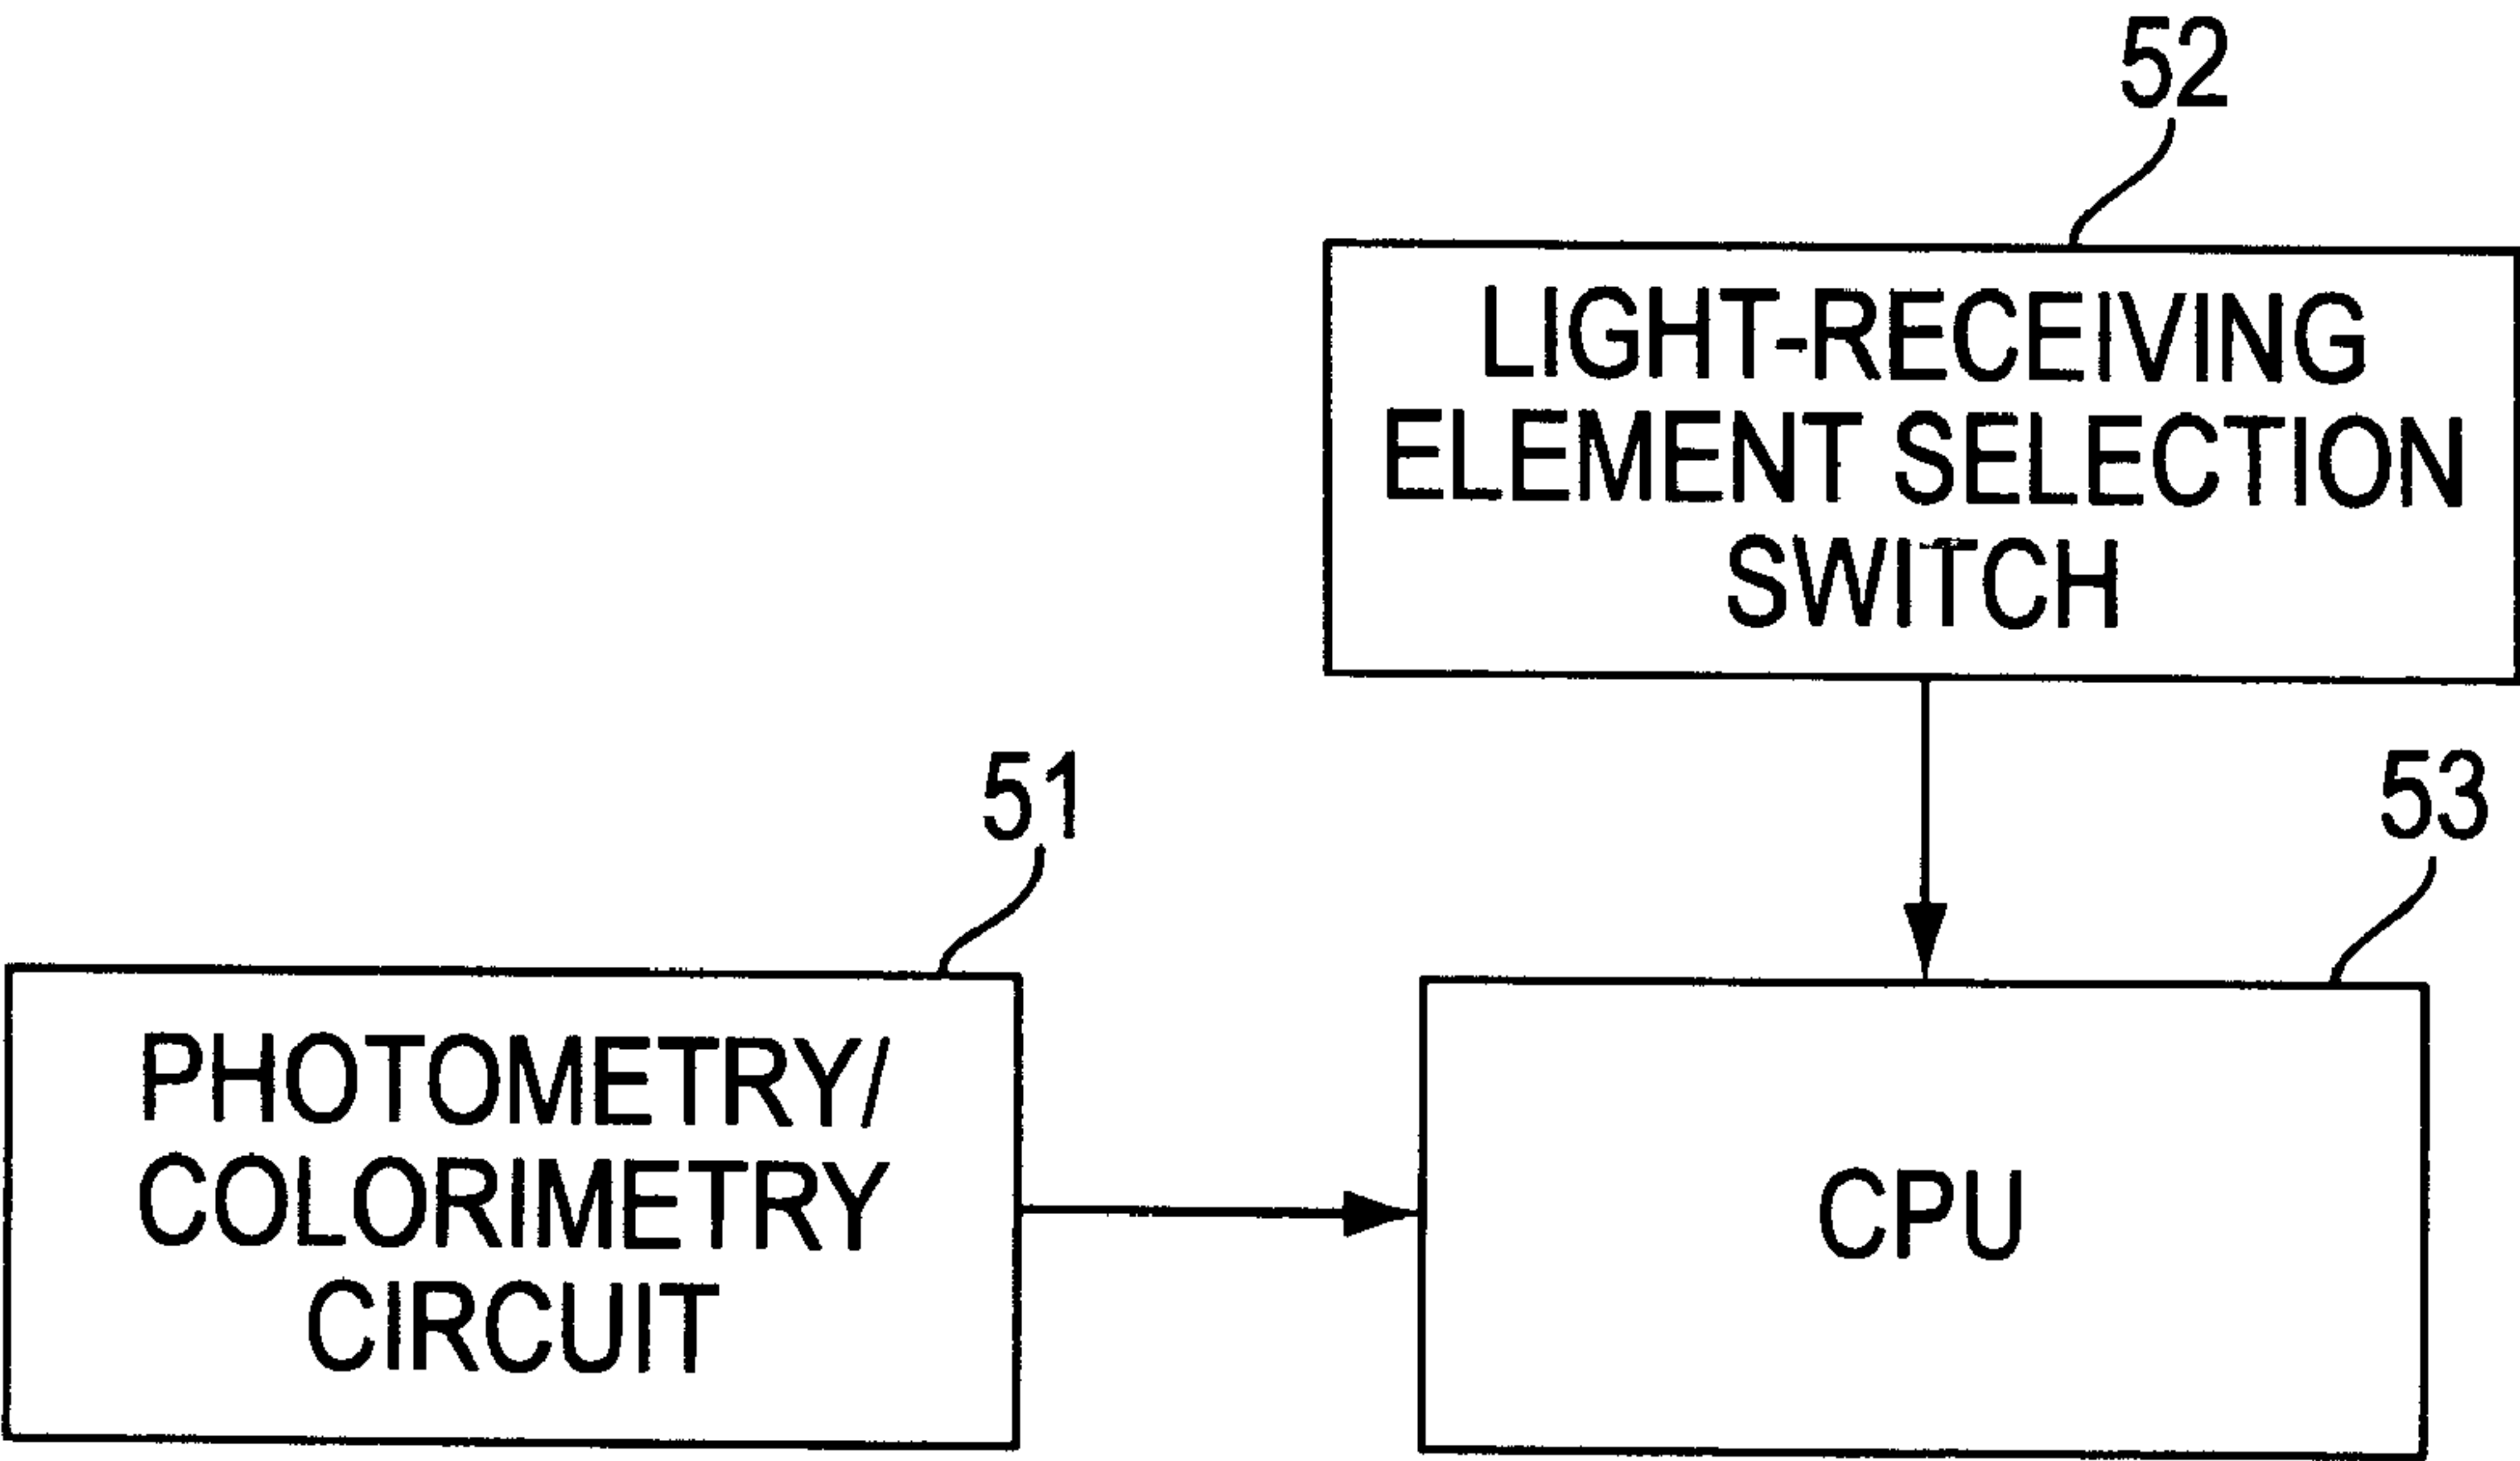 52
LIGHT-RECEIVING
ELEMENT SELECTION
SWITCH
51
53
PHOTOMETRY/
COLORIMETRY
CIRCUIT
CPU